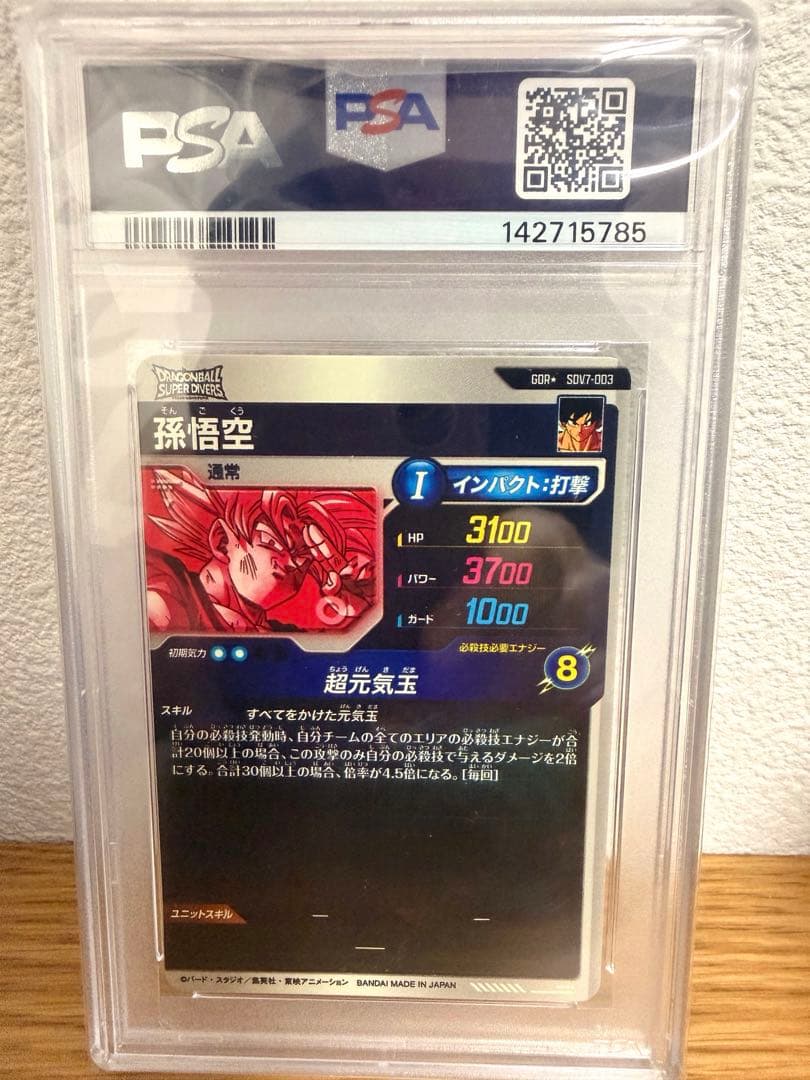 PSA
PSA
142715785
DRAGONBALL
SUPER DIVERS
GDR★ SDV7-003
そん ご くう
孫悟空
通常
I インパクト:打撃
HP 3100
パワー 3700
ガード 1000
初期気力
必殺技必要エナジー
8
ちょう げん き だま
超元気玉
スキル すべてをかけた元気玉
自分の必殺技発動時、自分チームの全てのエリアの必殺技エナジーが合
計20個以上の場合、この攻撃のみ自分の必殺技で与えるダメージを2倍
にする。合計30個以上の場合、倍率が4.5倍になる。[毎回]
ユニットスキル — —
—
©バード・スタジオ/集英社・東映アニメーション BANDAI MADE IN JAPAN